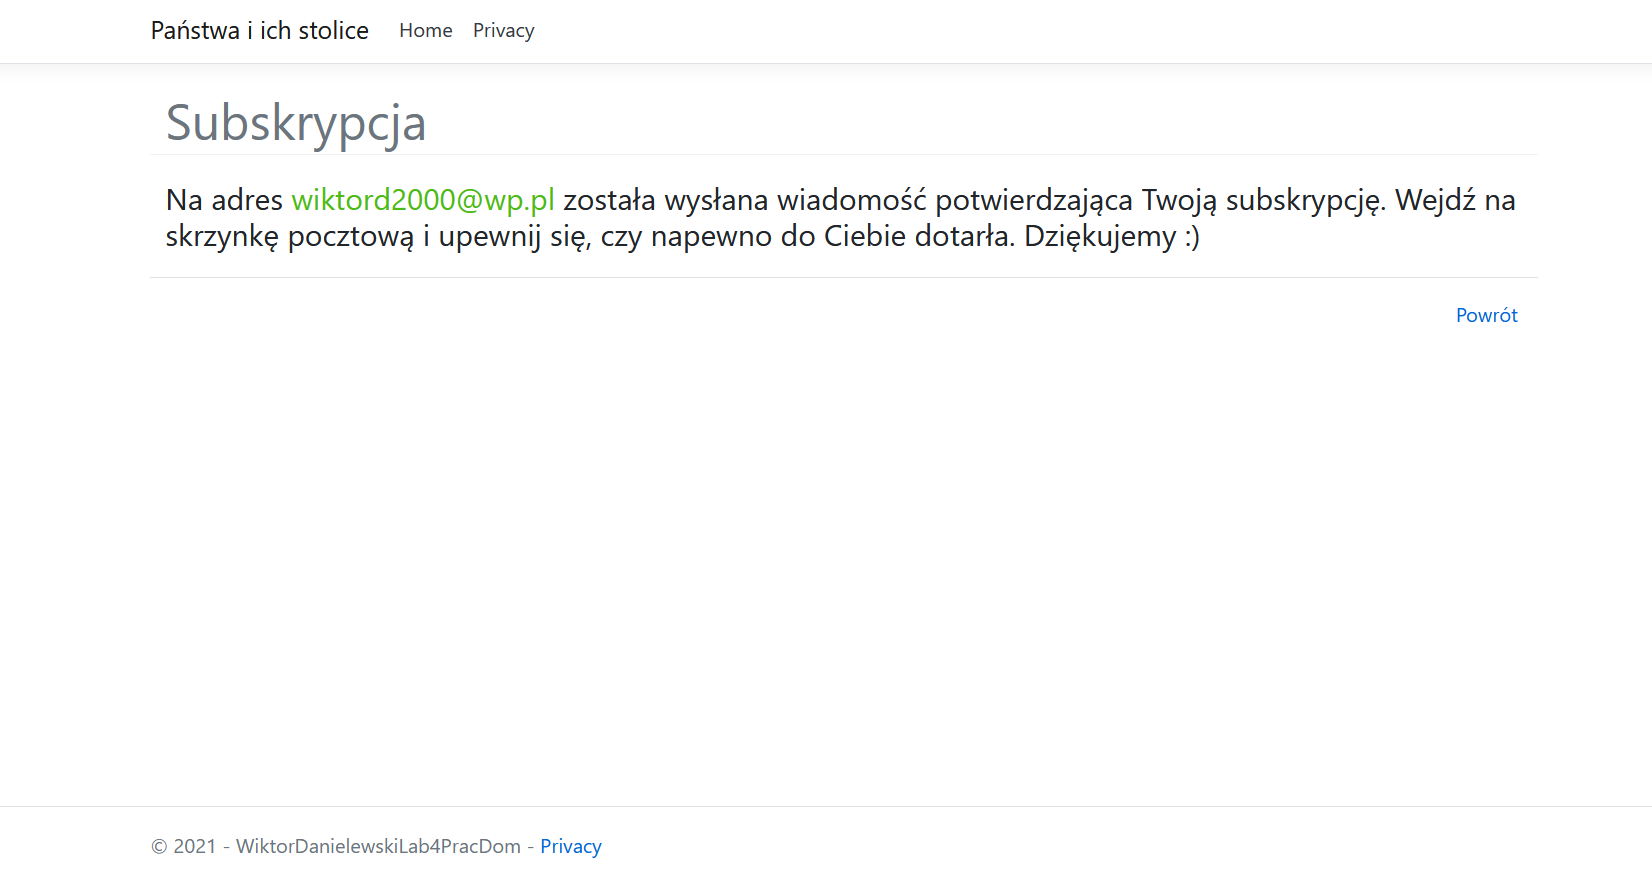 Państwa i ich stolice Home Privacy
Subskrypcja
Na adres wiktord2000@wp.pl została wysłana wiadomość potwierdzająca Twoją subskrypcję. Wejdź na
skrzynkę pocztową i upewnij się, czy napewno do Ciebie dotarła. Dziękujemy :)
Powrót
© 2021 - WiktorDanielewskiLab4PracDom - Privacy